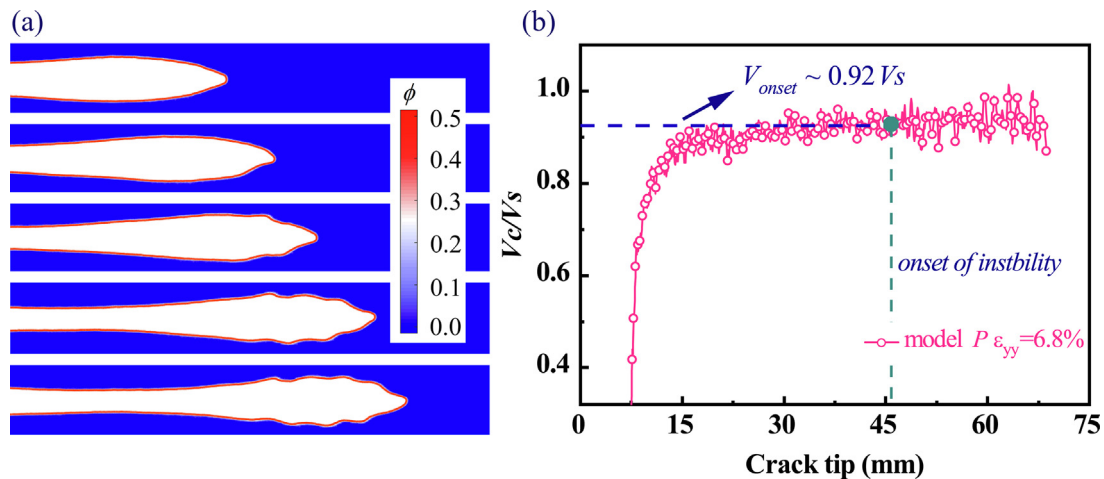 (a)
ϕ
0.5
0.4
0.3
0.2
0.1
0.0
(b)
Vc/Vs
1.0
0.8
0.6
0.4
V onset ~ 0.92 Vs
onset of instbility
model P ε yy =6.8%
0 15 30 45 60 75
Crack tip (mm)